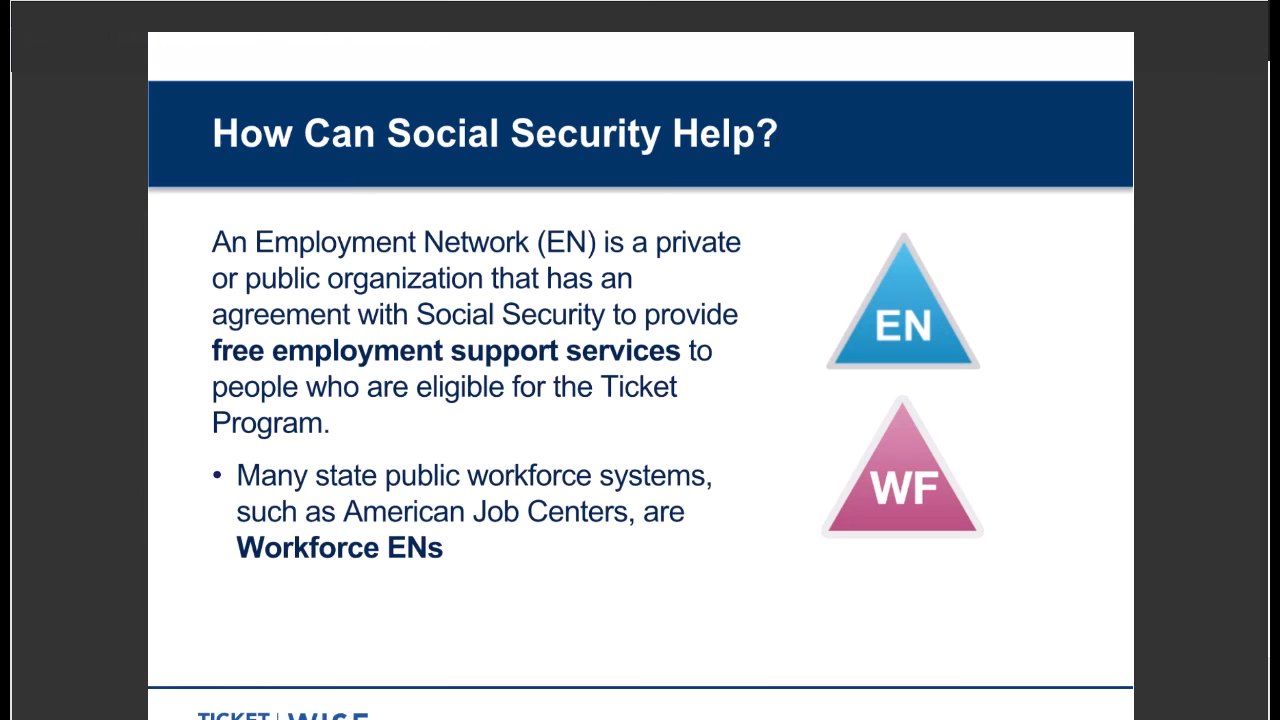 How Can Social Security Help?
An Employment Network (EN) is a private
or public organization that has an
agreement with Social Security to provide
free employment support services to
people who are eligible for the Ticket
Program.
• Many state public workforce systems,
such as American Job Centers, are
Workforce ENs
EN
WF
TICKET | WISE